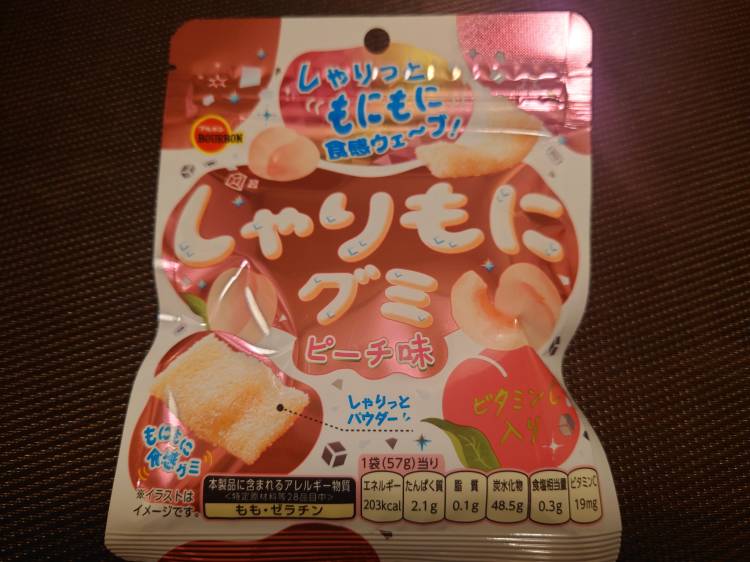 しゃりっと
もにもに
食感ウェ〜ブ!
ブルボン
BOURBON
しゃりもに
グミ
ピーチ味
しゃりっと
パウダー
ビタミンC
入り
もにもに
食感グミ
※イラストは
イメージです。
本製品に含まれるアレルギー物質
<特定原材料等28品目中>
もも・ゼラチン
1袋(57g)当り
エネルギー たんぱく質 脂質 炭水化物 食塩相当量 ビタミンC
203kcal 2.1g 0.1g 48.5g 0.3g 19mg